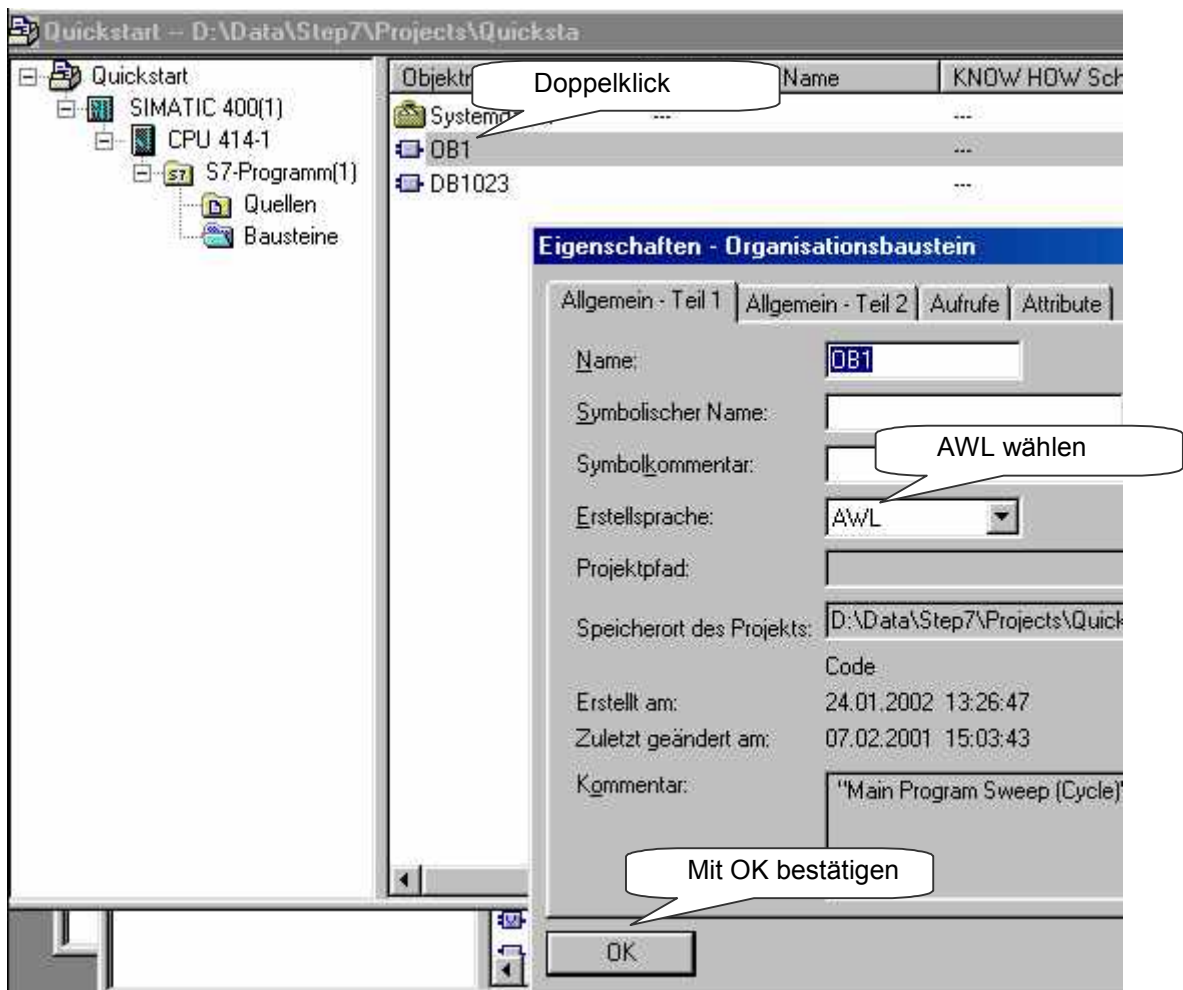 Quickstart -- D:\Data\Step7\Projects\Quicksta
Quickstart
SIMATIC 400(1)
CPU 414-1
S7-Programm(1)
Quellen
Bausteine
Doppelklick
Name
KNOW HOW Sch
---
---
OB1
---
DB1023
---
Eigenschaften - Organisationsbaustein
Allgemein - Teil 1
Allgemein - Teil 2
Aufrufe
Attribute
Name:
OB1
Symbolischer Name:
AWL wählen
Symbolkommentar:
Erstellsprache:
AWL
Projektpfad:
Speicherort des Projekts:
D:\Data\Step7\Projects\Quick
Code
Erstellt am:
24.01.2002 13:26:47
Zuletzt geändert am:
07.02.2001 15:03:43
Kommentar:
"Main Program Sweep (Cycle)"
Mit OK bestätigen
OK